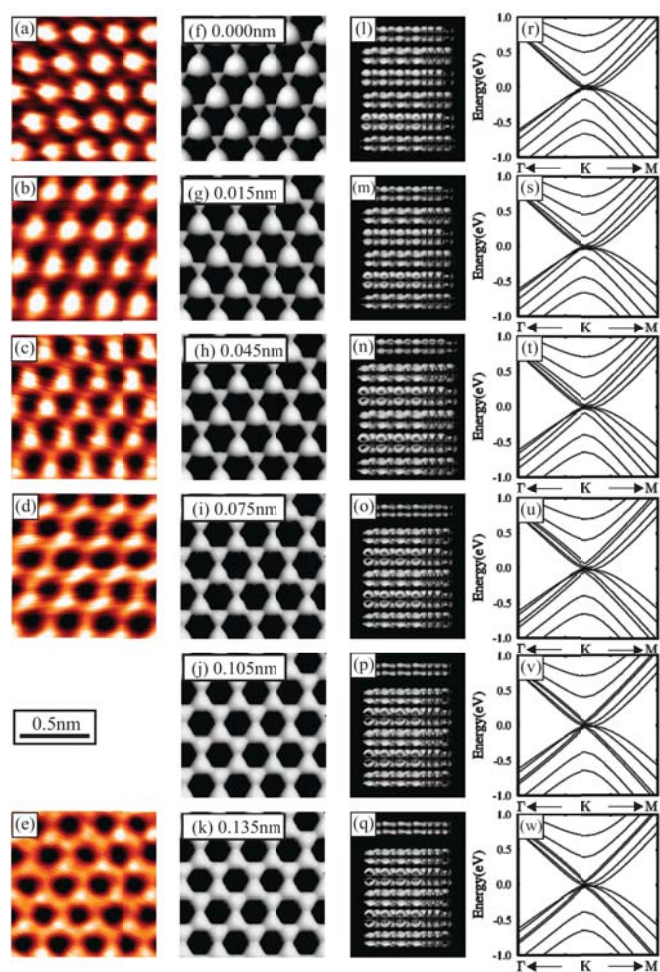 (a)
(f) 0.000nm
(l)
(r)
1.0
0.5
0.0
-0.5
-1.0
Energy(eV)
Γ ← K → M
(b)
(g) 0.015nm
(m)
(s)
1.0
0.5
0.0
-0.5
-1.0
Energy(eV)
Γ ← K → M
(c)
(h) 0.045nm
(n)
(t)
1.0
0.5
0.0
-0.5
-1.0
Energy(eV)
Γ ← K → M
(d)
(i) 0.075nm
(o)
(u)
1.0
0.5
0.0
-0.5
-1.0
Energy(eV)
Γ ← K → M
0.5nm
(j) 0.105nm
(p)
(v)
1.0
0.5
0.0
-0.5
-1.0
Energy(eV)
Γ ← K → M
(e)
(k) 0.135nm
(q)
(w)
1.0
0.5
0.0
-0.5
-1.0
Energy(eV)
Γ ← K → M